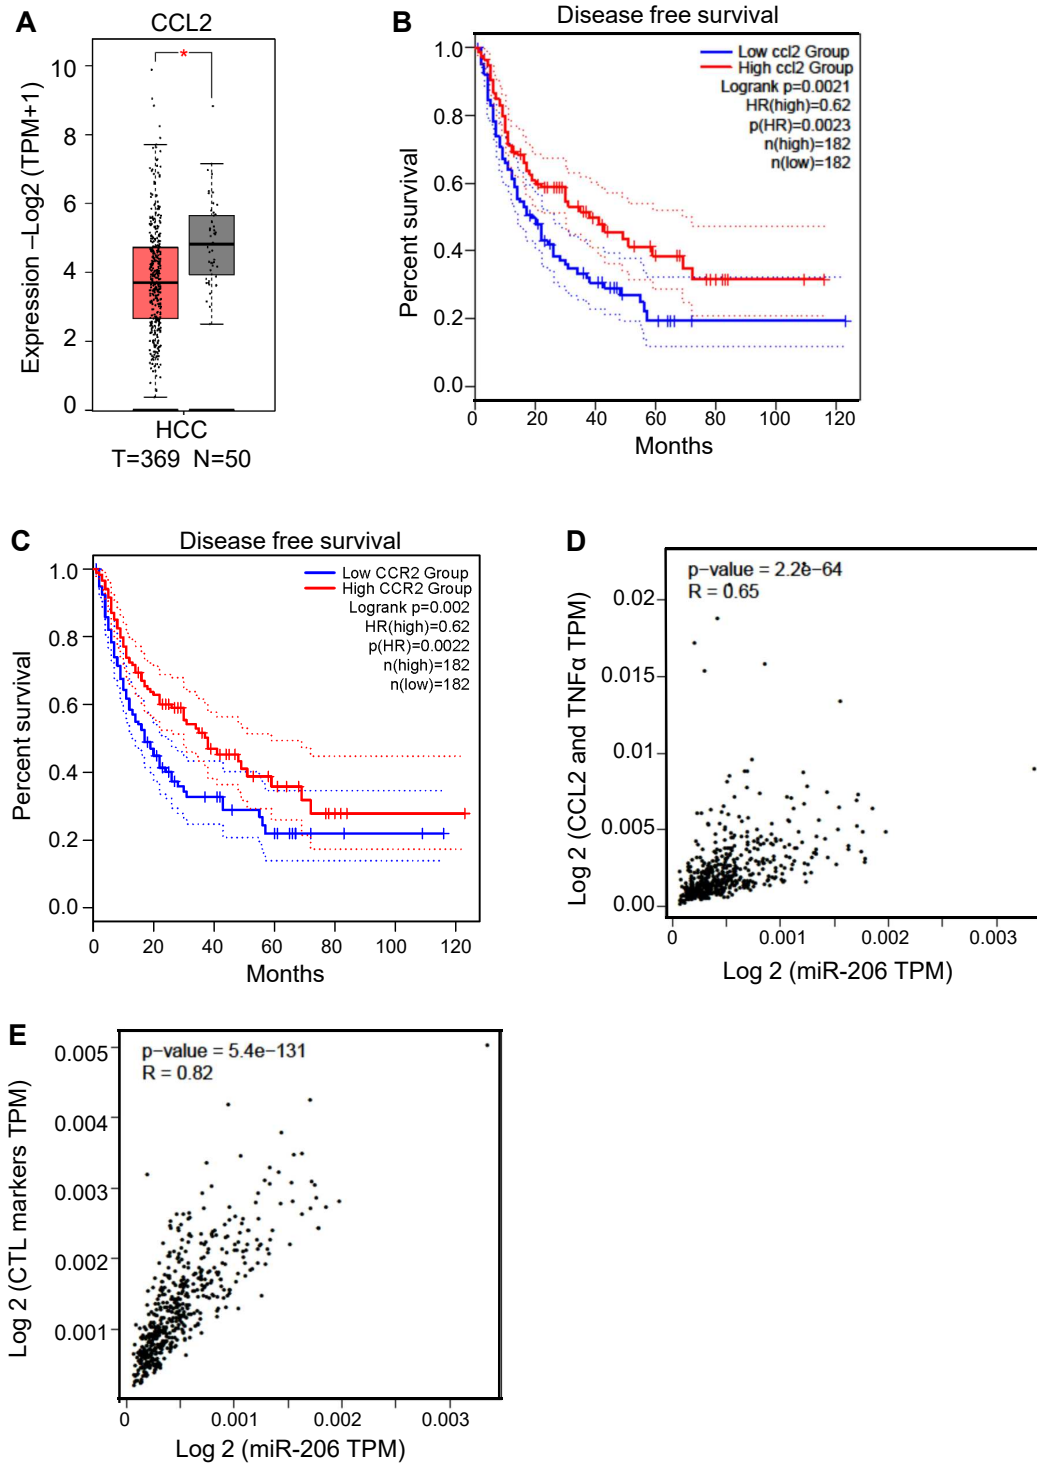 A
CCL2
*
Expression –Log2 (TPM+1)
10
8
6
4
2
0
HCC
T=369 N=50
B
Disease free survival
Low ccl2 Group
High ccl2 Group
Logrank p=0.0021
HR(high)=0.62
p(HR)=0.0023
n(high)=182
n(low)=182
Percent survival
1.0
0.8
0.6
0.4
0.2
0.0
0 20 40 60 80 100 120
Months
C
Disease free survival
Low CCR2 Group
High CCR2 Group
Logrank p=0.002
HR(high)=0.62
p(HR)=0.0022
n(high)=182
n(low)=182
Percent survival
1.0
0.8
0.6
0.4
0.2
0.0
0 20 40 60 80 100 120
Months
D
p-value = 2.2e-64
R = 0.65
Log 2 (CCL2 and TNFα TPM)
0.02
0.015
0.01
0.005
0.00
0 0.001 0.002 0.003
Log 2 (miR-206 TPM)
E
p-value = 5.4e-131
R = 0.82
Log 2 (CTL markers TPM)
0.005
0.004
0.003
0.002
0.001
0 0.001 0.002 0.003
Log 2 (miR-206 TPM)